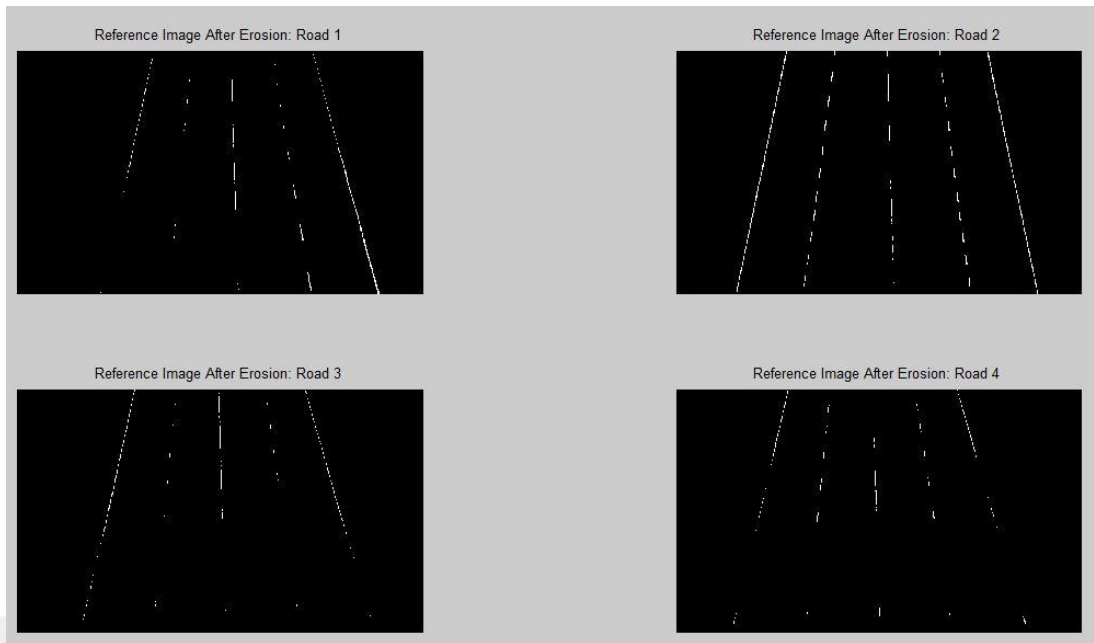 Reference Image After Erosion: Road 1
Reference Image After Erosion: Road 2
Reference Image After Erosion: Road 3
Reference Image After Erosion: Road 4